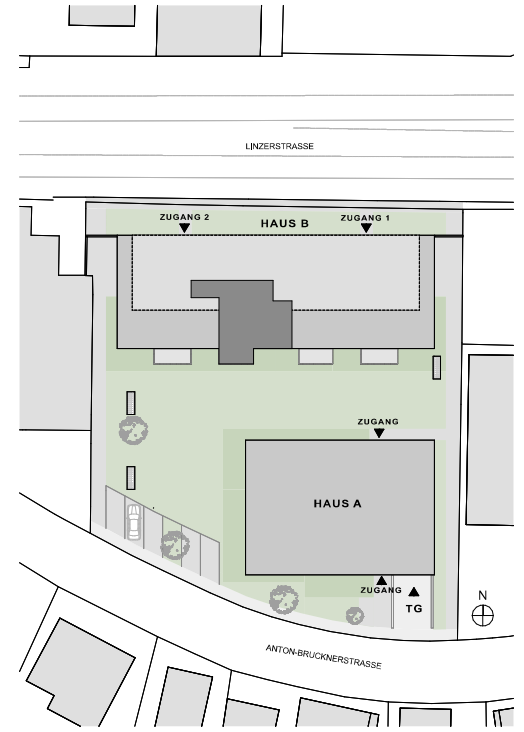 LINZERSTRASSE
ZUGANG 2
HAUS B
ZUGANG 1
ZUGANG
HAUS A
ZUGANG
TG
N
ANTON-BRUCKNERSTRASSE